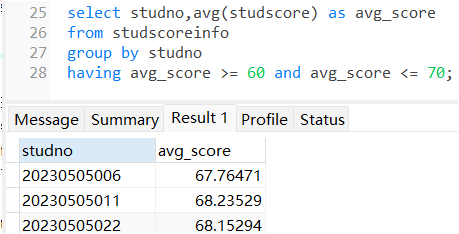 25 select studno,avg(studscore) as avg_score
26 from studscoreinfo
27 group by studno
28 having avg_score >= 60 and avg_score <= 70;
Message Summary Result 1 Profile Status
studno avg_score
20230505006 67.76471
20230505011 68.23529
20230505022 68.15294